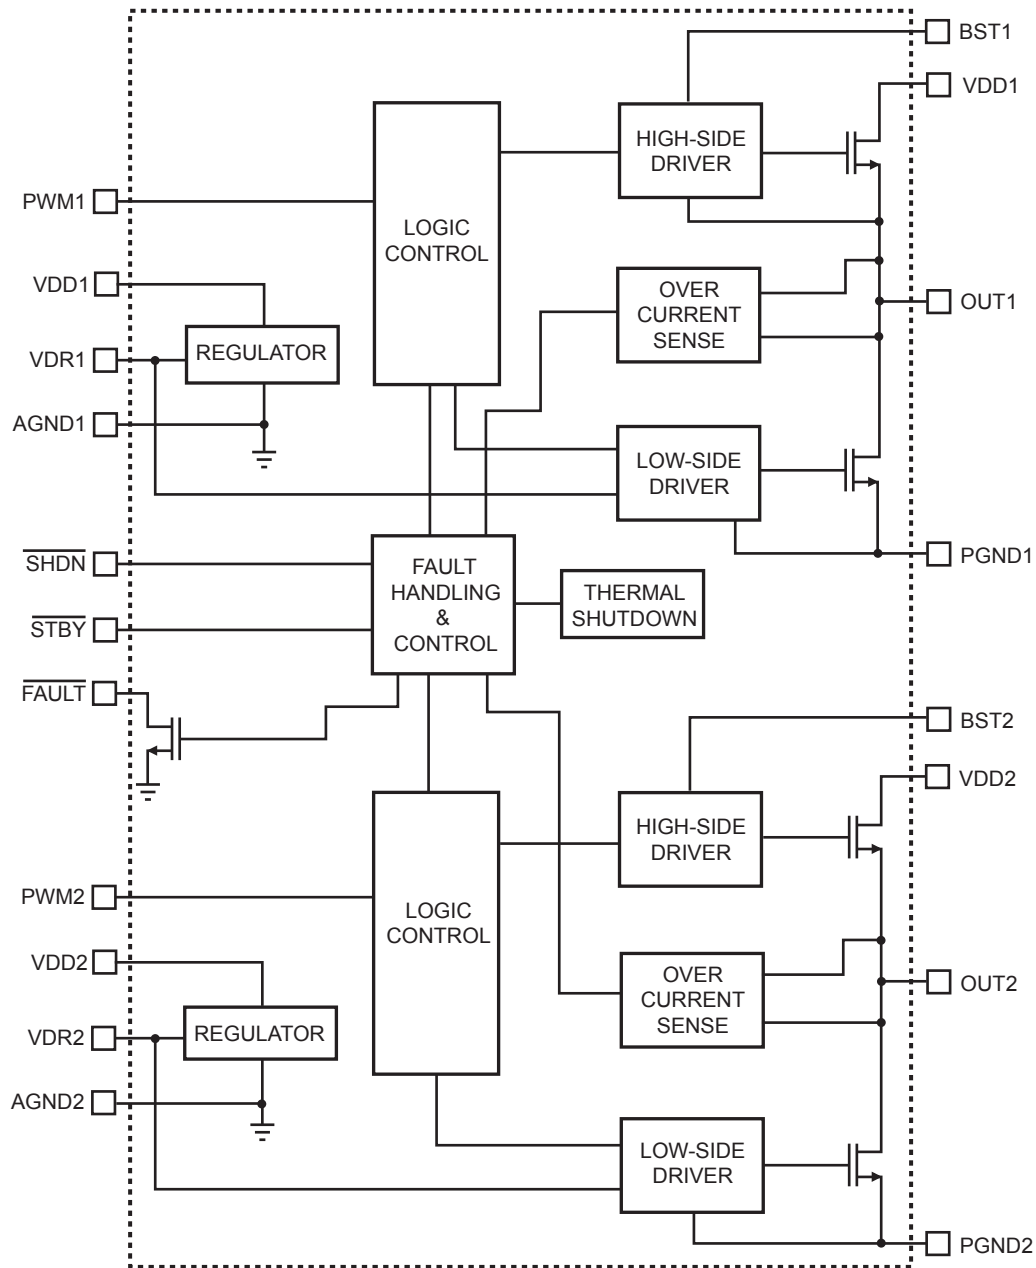 BST1
VDD1
HIGH-SIDE
DRIVER
PWM1
LOGIC
CONTROL
VDD1
OVER
CURRENT
SENSE
OUT1
VDR1
REGULATOR
AGND1
LOW-SIDE
DRIVER
SHDN
FAULT
HANDLING
&
CONTROL
PGND1
THERMAL
SHUTDOWN
STBY
FAULT
BST2
VDD2
HIGH-SIDE
DRIVER
PWM2
LOGIC
CONTROL
VDD2
OVER
CURRENT
SENSE
OUT2
VDR2
REGULATOR
AGND2
LOW-SIDE
DRIVER
PGND2